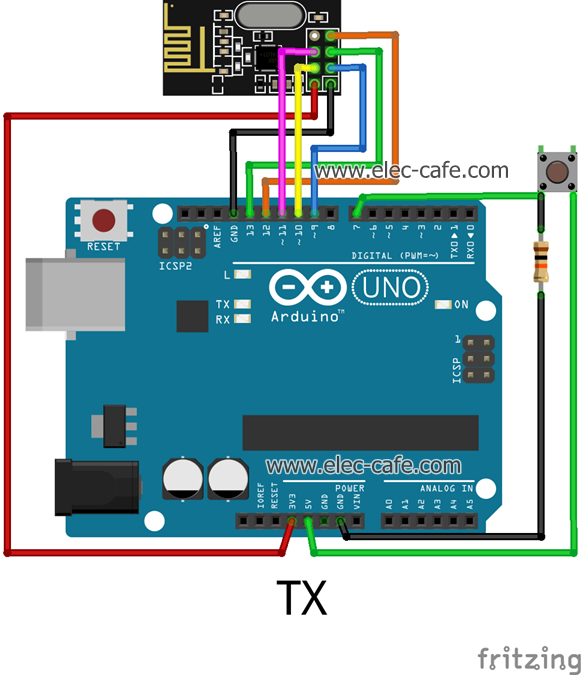 www.elec-cafe.com
RESET
ICSP2
AREF
GND
13
12
~11
~10
~9
8
7
~6
~5
4
~3
2
TX0▶1
RX0◀0
DIGITAL (PWM=~)
L
TX
RX
UNO
Arduino™
ON
1
ICSP
www.elec-cafe.com
POWER
ANALOG IN
IOREF
RESET
3V3
5V
GND
GND
VIN
A0
A1
A2
A3
A4
A5
TX
fritzing